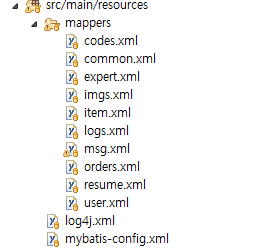 src/main/resources
mappers
codes.xml
common.xml
expert.xml
imgs.xml
item.xml
logs.xml
msg.xml
orders.xml
resume.xml
user.xml
log4j.xml
mybatis-config.xml